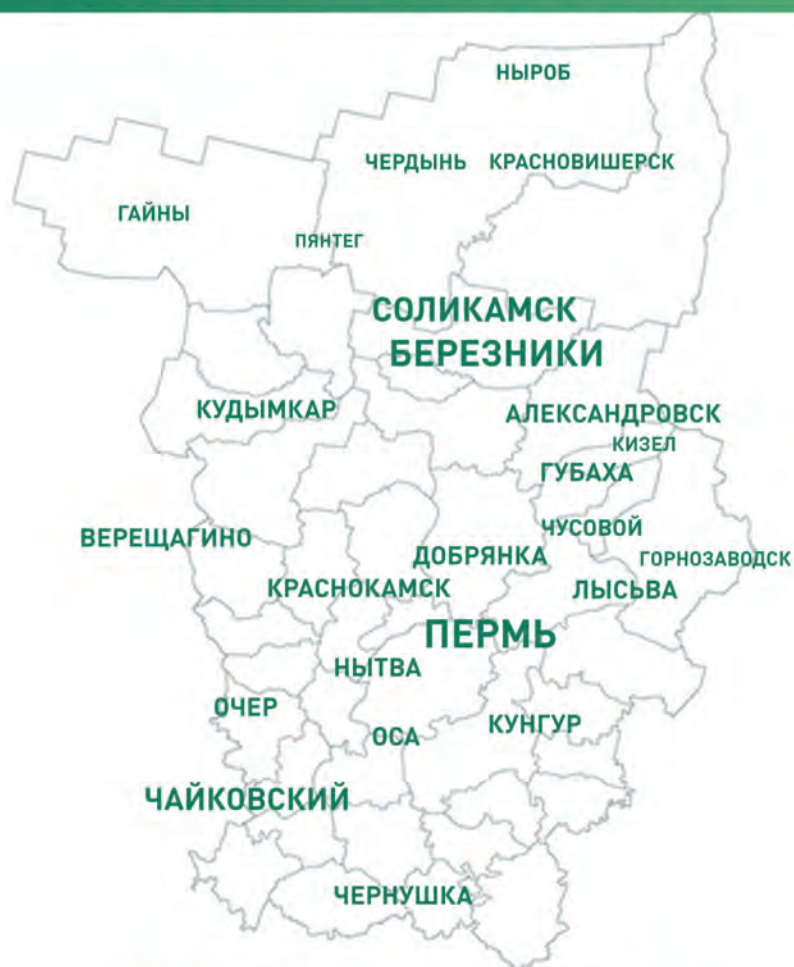 НЫРОБ
ЧЕРДЫНЬ КРАСНОВИШЕРСК
ГАЙНЫ
ПЯНТЕГ
СОЛИКАМСК
БЕРЕЗНИКИ
КУДЫМКАР
АЛЕКСАНДРОВСК
КИЗЕЛ
ГУБАХА
ЧУСОВОЙ
ВЕРЕЩАГИНО
ДОБРЯНКА
ГОРНОЗАВОДСК
КРАСНОКАМСК
ЛЫСЬВА
ПЕРМЬ
НЫТВА
ОЧЕР
КУНГУР
ОСА
ЧАЙКОВСКИЙ
ЧЕРНУШКА